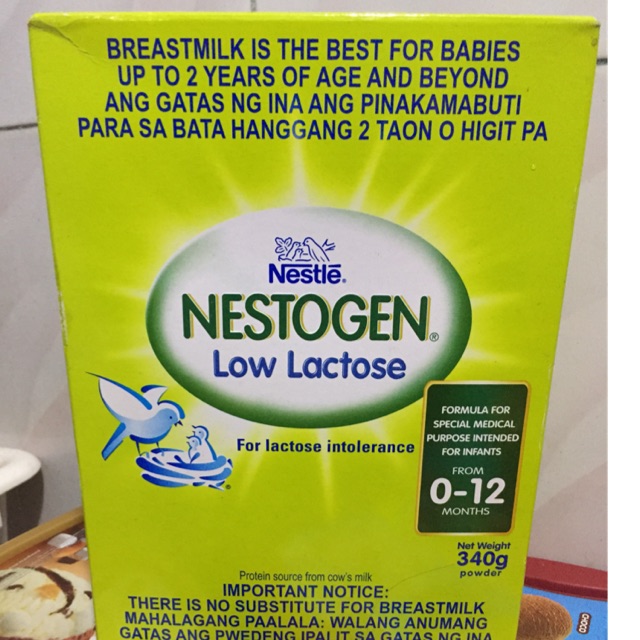 BREASTMILK IS THE BEST FOR BABIES
UP TO 2 YEARS OF AGE AND BEYOND
ANG GATAS NG INA ANG PINAKAMABUTI
PARA SA BATA HANGGANG 2 TAON O HIGIT PA
Nestlé®
NESTOGEN®
Low Lactose
For lactose intolerance
FORMULA FOR
SPECIAL MEDICAL
PURPOSE INTENDED
FOR INFANTS
FROM
0-12
MONTHS
Net Weight
340g
powder
Protein source from cow's milk
IMPORTANT NOTICE:
THERE IS NO SUBSTITUTE FOR BREASTMILK
MAHALAGANG PAALALA: WALANG ANUMANG
GATAS ANG PWEDENG IPALIT SA GATAS NG INA
CHOCO